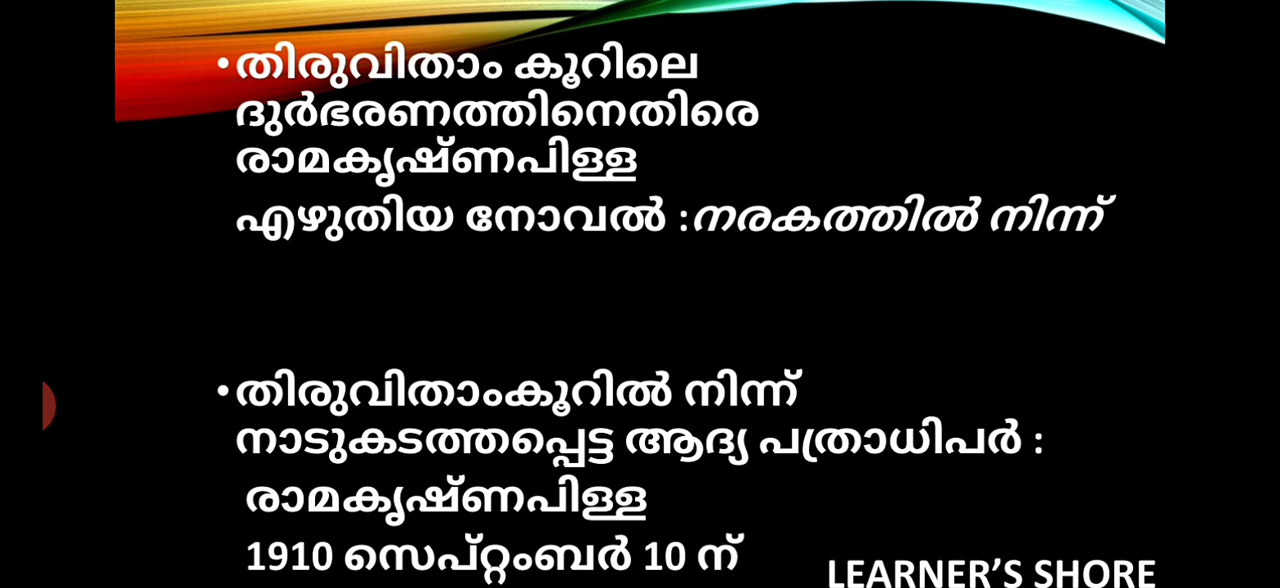 •തിരുവിതാം കൂറിലെ
ദുർഭരണത്തിനെതിരെ
രാമകൃഷ്ണപിള്ള
എഴുതിയ നോവൽ :നരകത്തിൽ നിന്ന്
•തിരുവിതാംകൂറിൽ നിന്ന്
നാടുകടത്തപ്പെട്ട ആദ്യ പത്രാധിപർ :
രാമകൃഷ്ണപിള്ള
1910 സെപ്റ്റംബർ 10 ന്
LEARNER’S SHORE